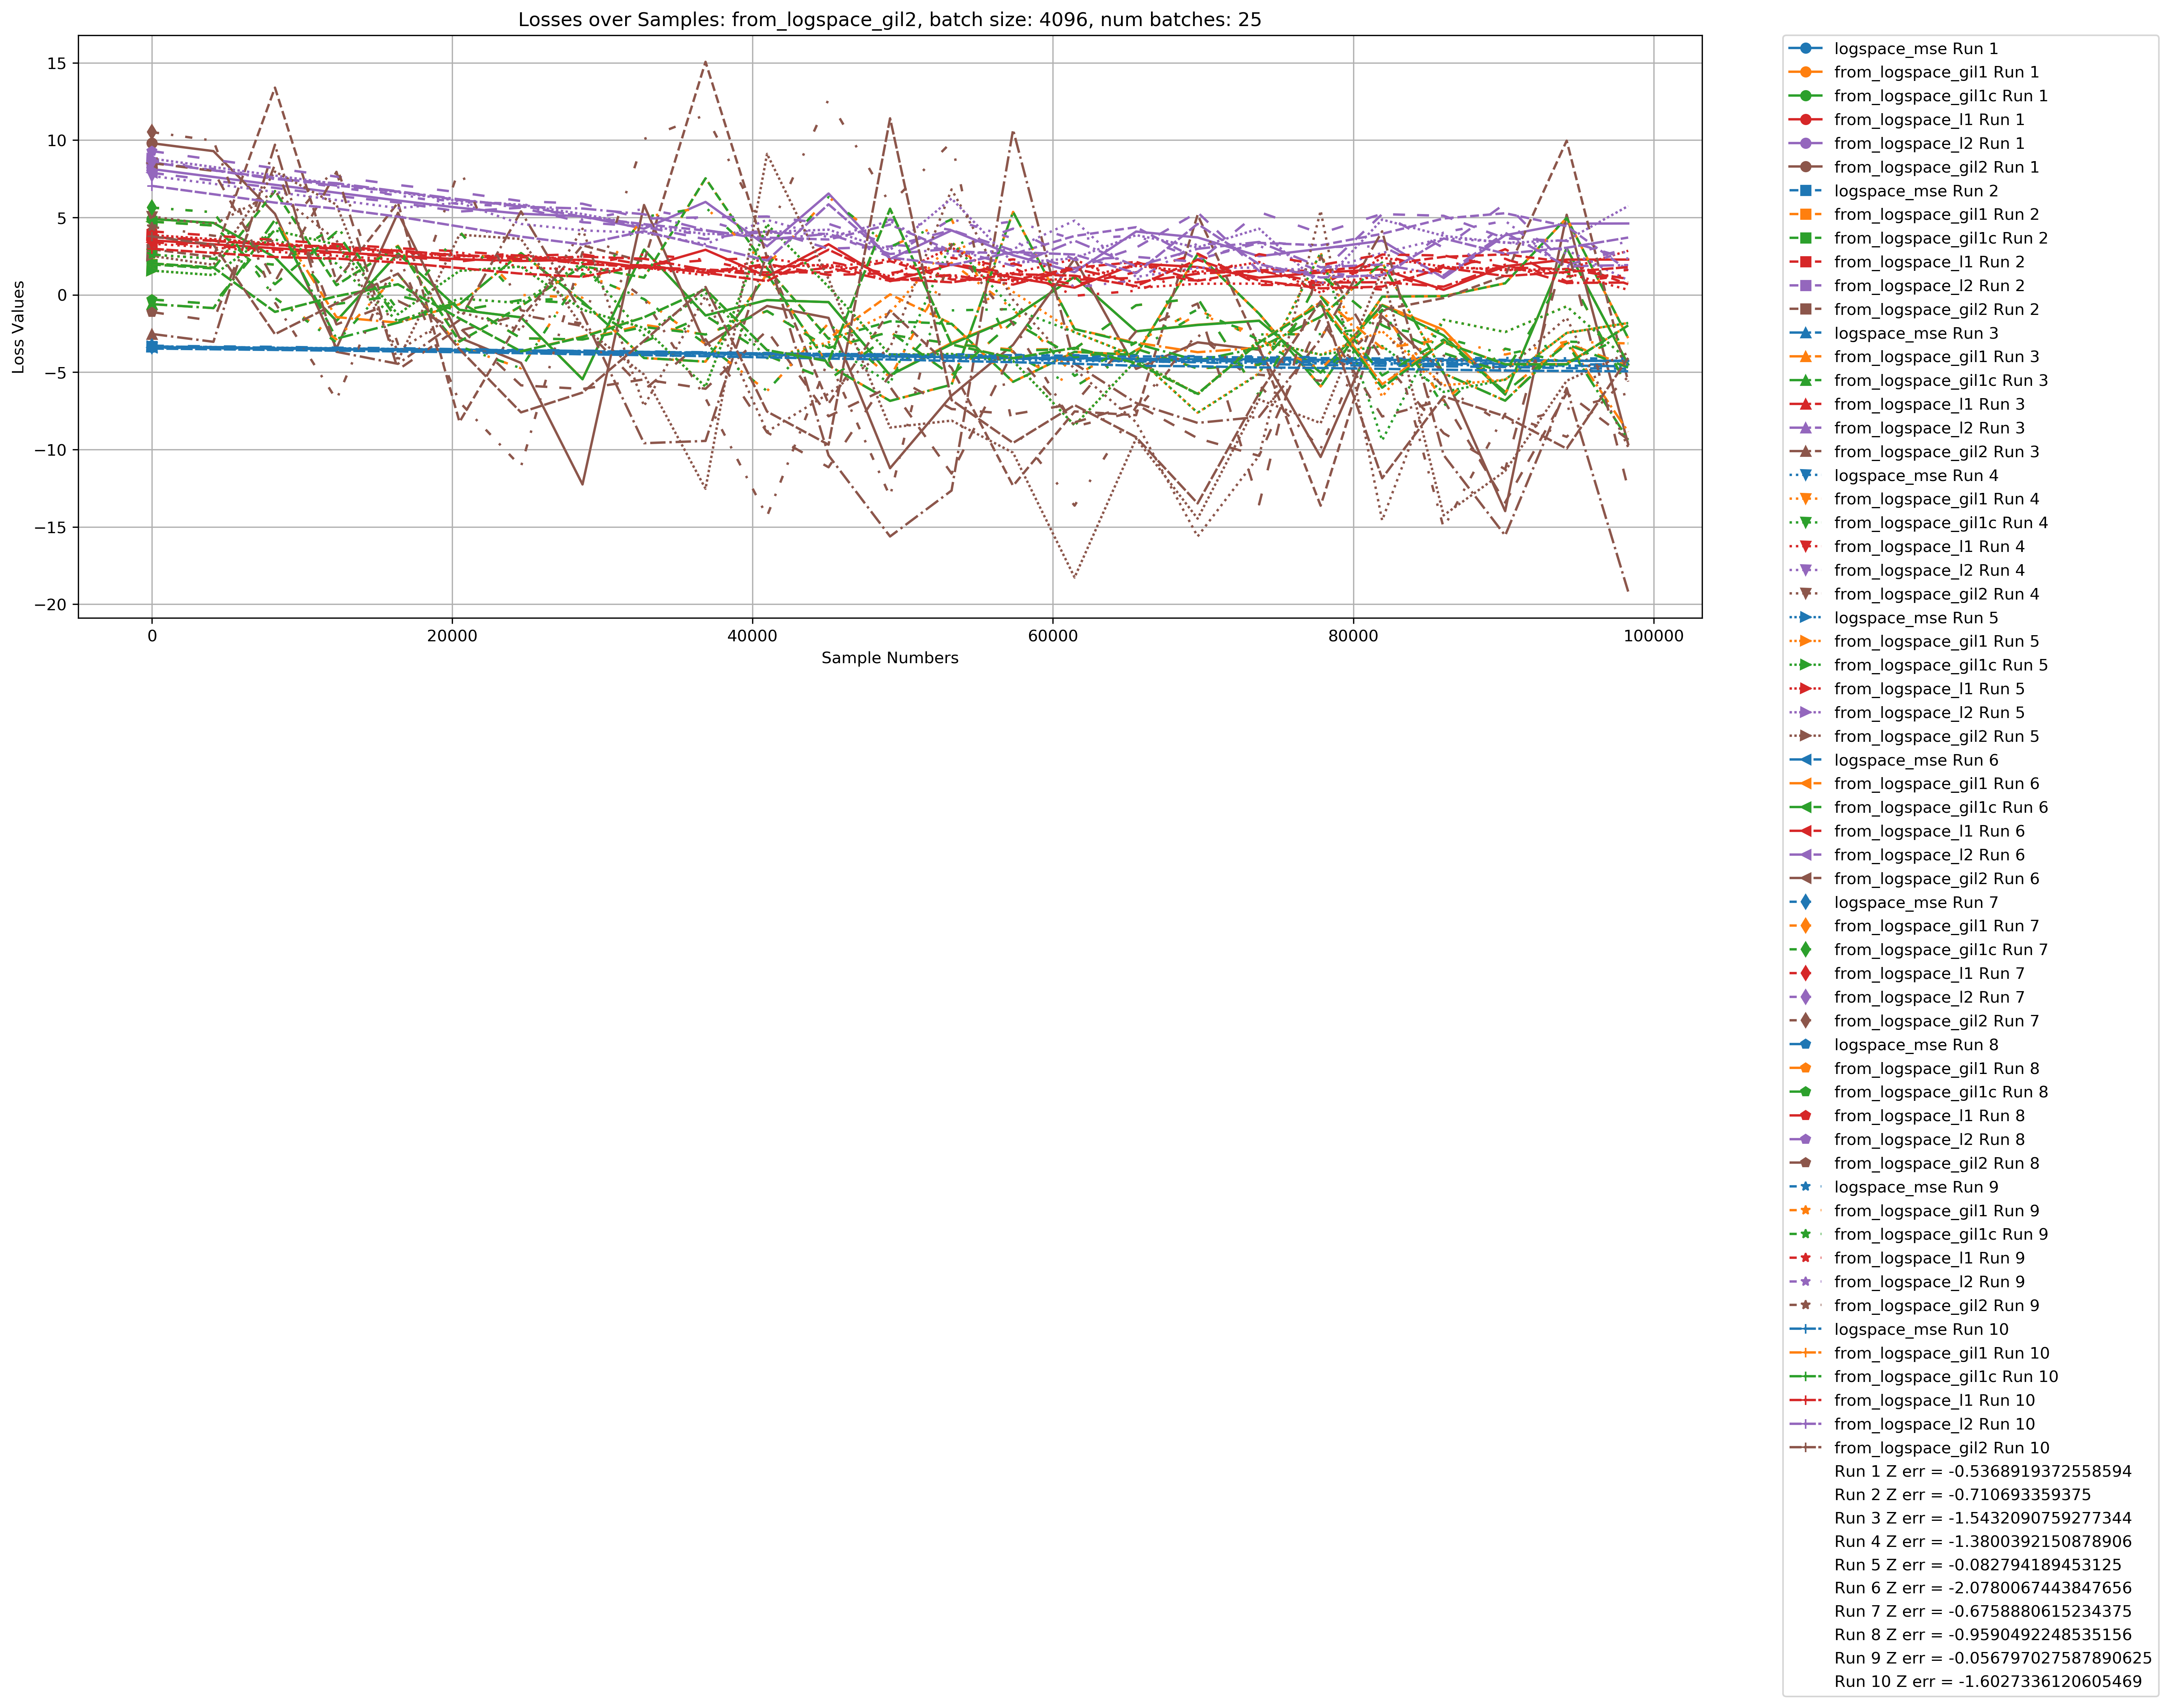 Losses over Samples: from_logspace_gil2, batch size: 4096, num batches: 25
15
10
5
0
−5
−10
−15
−20
Loss Values
0 20000 40000 60000 80000 100000
Sample Numbers
logspace_mse Run 1
from_logspace_gil1 Run 1
from_logspace_gil1c Run 1
from_logspace_l1 Run 1
from_logspace_l2 Run 1
from_logspace_gil2 Run 1
logspace_mse Run 2
from_logspace_gil1 Run 2
from_logspace_gil1c Run 2
from_logspace_l1 Run 2
from_logspace_l2 Run 2
from_logspace_gil2 Run 2
logspace_mse Run 3
from_logspace_gil1 Run 3
from_logspace_gil1c Run 3
from_logspace_l1 Run 3
from_logspace_l2 Run 3
from_logspace_gil2 Run 3
logspace_mse Run 4
from_logspace_gil1 Run 4
from_logspace_gil1c Run 4
from_logspace_l1 Run 4
from_logspace_l2 Run 4
from_logspace_gil2 Run 4
logspace_mse Run 5
from_logspace_gil1 Run 5
from_logspace_gil1c Run 5
from_logspace_l1 Run 5
from_logspace_l2 Run 5
from_logspace_gil2 Run 5
logspace_mse Run 6
from_logspace_gil1 Run 6
from_logspace_gil1c Run 6
from_logspace_l1 Run 6
from_logspace_l2 Run 6
from_logspace_gil2 Run 6
logspace_mse Run 7
from_logspace_gil1 Run 7
from_logspace_gil1c Run 7
from_logspace_l1 Run 7
from_logspace_l2 Run 7
from_logspace_gil2 Run 7
logspace_mse Run 8
from_logspace_gil1 Run 8
from_logspace_gil1c Run 8
from_logspace_l1 Run 8
from_logspace_l2 Run 8
from_logspace_gil2 Run 8
logspace_mse Run 9
from_logspace_gil1 Run 9
from_logspace_gil1c Run 9
from_logspace_l1 Run 9
from_logspace_l2 Run 9
from_logspace_gil2 Run 9
logspace_mse Run 10
from_logspace_gil1 Run 10
from_logspace_gil1c Run 10
from_logspace_l1 Run 10
from_logspace_l2 Run 10
from_logspace_gil2 Run 10
Run 1 Z err = -0.5368919372558594
Run 2 Z err = -0.710693359375
Run 3 Z err = -1.5432090759277344
Run 4 Z err = -1.3800392150878906
Run 5 Z err = -0.082794189453125
Run 6 Z err = -2.0780067443847656
Run 7 Z err = -0.6758880615234375
Run 8 Z err = -0.9590492248535156
Run 9 Z err = -0.056797027587890625
Run 10 Z err = -1.6027336120605469